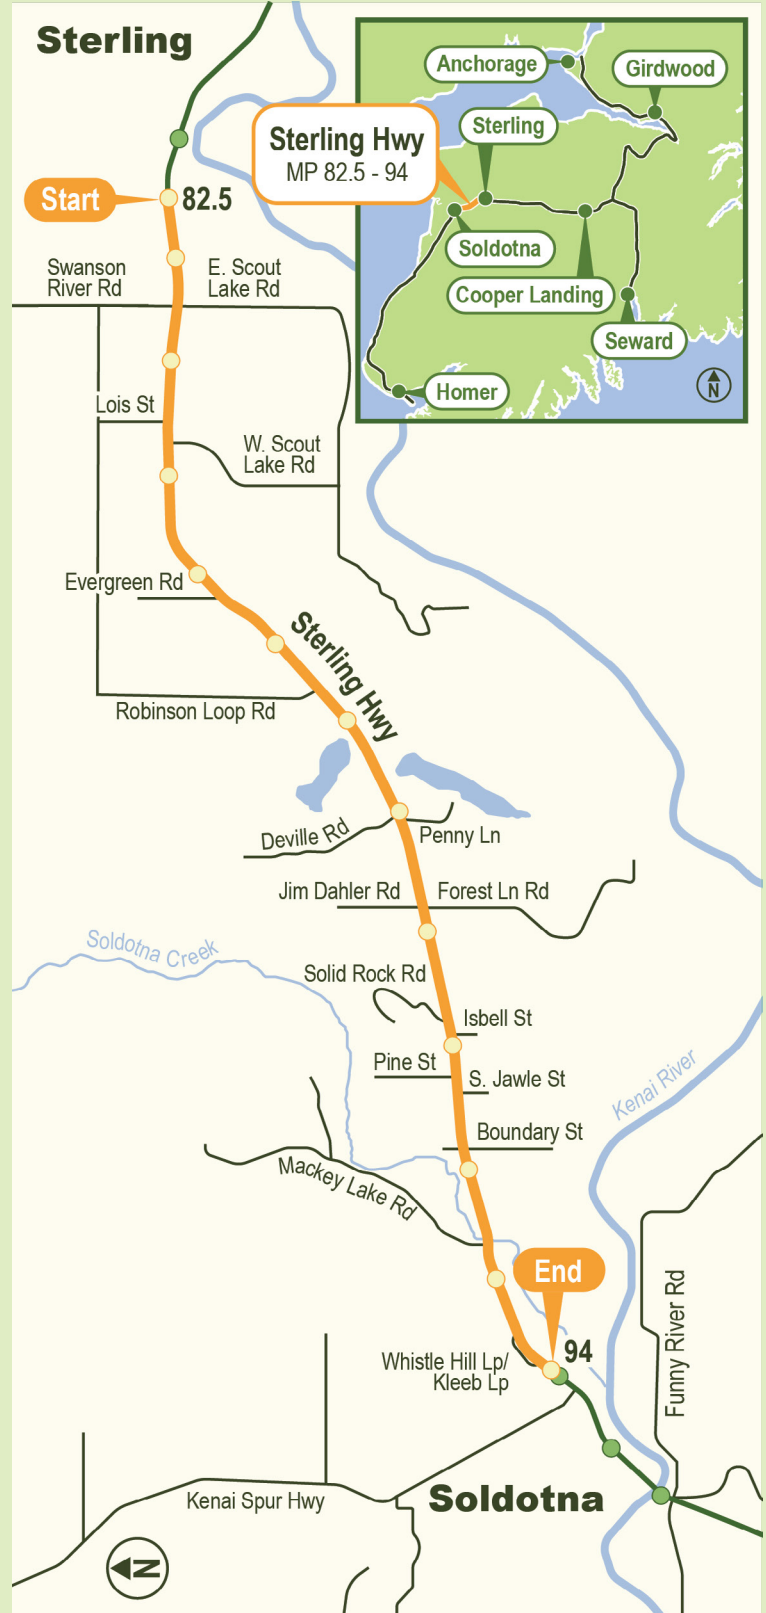 Sterling
Anchorage
Girdwood
Sterling Hwy
MP 82.5 - 94
Sterling
Soldotna
Cooper Landing
Seward
Homer
N
Start
82.5
Swanson
River Rd
E. Scout
Lake Rd
Lois St
W. Scout
Lake Rd
Evergreen Rd
Sterling Hwy
Robinson Loop Rd
Deville Rd
Penny Ln
Jim Dahler Rd
Forest Ln Rd
Soldotna Creek
Solid Rock Rd
Isbell St
Pine St
S. Jawle St
Kenai River
Boundary St
Mackey Lake Rd
End
94
Whistle Hill Lp/
Kleeb Lp
Funny River Rd
Kenai Spur Hwy
Soldotna
N